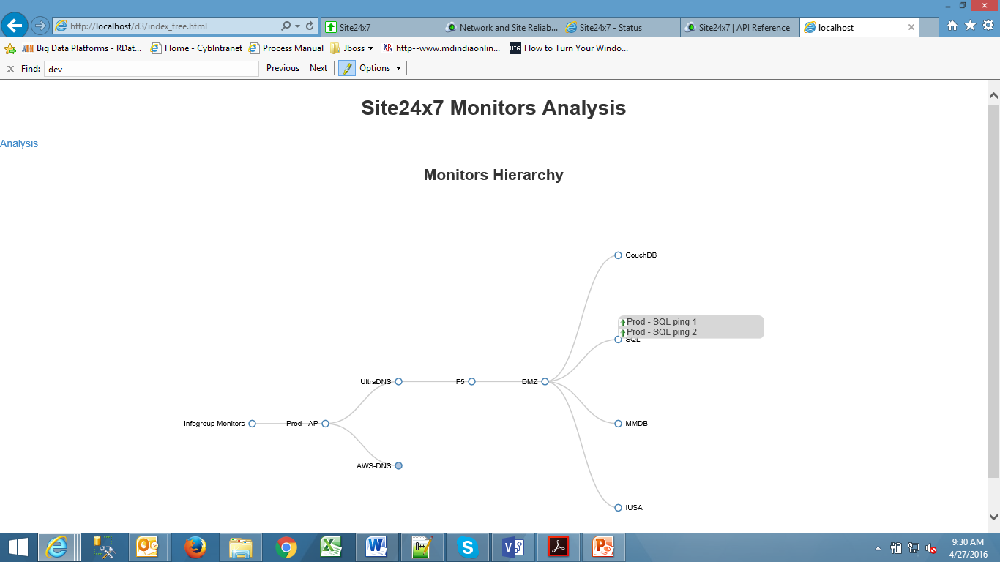 http://localhost/d3/index_tree.html
Site24x7
Network and Site Reliab...
Site24x7 - Status
Site24x7 | API Reference
localhost
Big Data Platforms - RDat...
Home - CybIntranet
Process Manual
Jboss
http--www.mdindiaonlin...
HTG
How to Turn Your Windo...
Find:
dev
Previous
Next
Options
Site24x7 Monitors Analysis
Analysis
Monitors Hierarchy
CouchDB
Prod - SQL ping 1
Prod - SQL ping 2
SQL
UltraDNS
F5
DMZ
Infogroup Monitors
Prod - AP
MMDB
AWS-DNS
IUSA
9:30 AM
4/27/2016